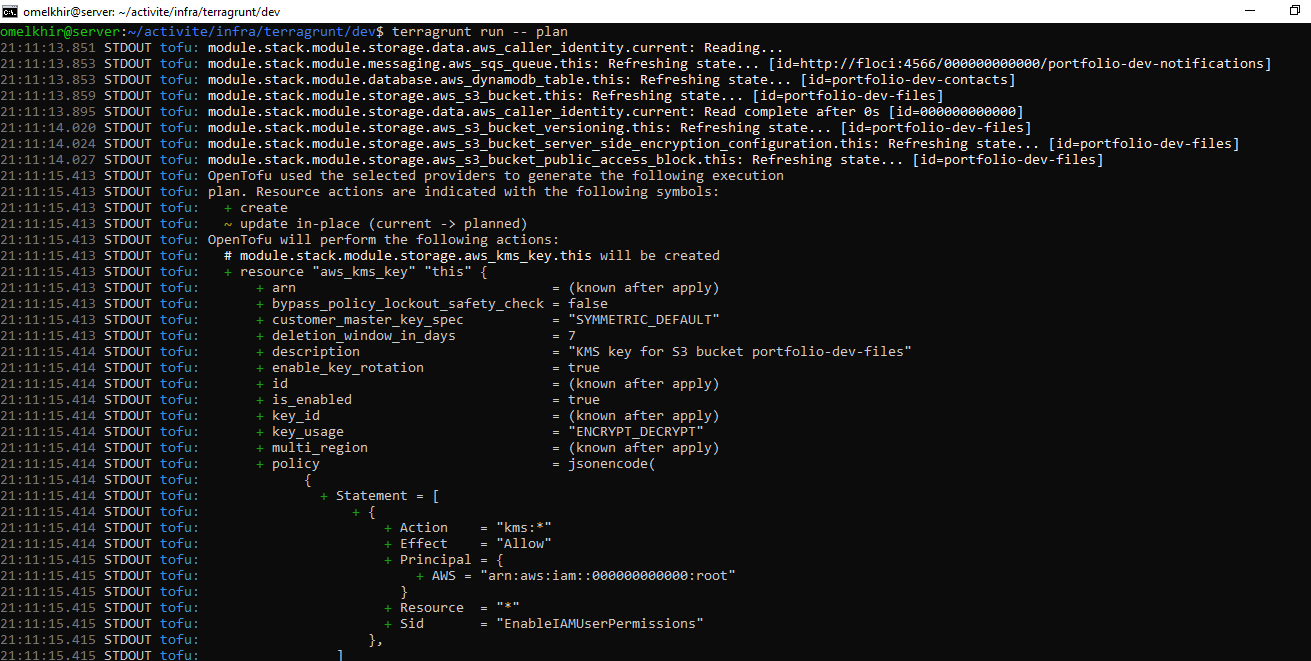 omelkhir@server: ~/activite/infra/terragrunt/dev
omelkhir@server:~/activite/infra/terragrunt/dev$ terragrunt run -- plan
21:11:13.851 STDOUT tofu: module.stack.module.storage.data.aws_caller_identity.current: Reading...
21:11:13.853 STDOUT tofu: module.stack.module.messaging.aws_sqs_queue.this: Refreshing state... [id=http://floci:4566/000000000000/portfolio-dev-notifications]
21:11:13.853 STDOUT tofu: module.stack.module.database.aws_dynamodb_table.this: Refreshing state... [id=portfolio-dev-contacts]
21:11:13.859 STDOUT tofu: module.stack.module.storage.aws_s3_bucket.this: Refreshing state... [id=portfolio-dev-files]
21:11:13.895 STDOUT tofu: module.stack.module.storage.data.aws_caller_identity.current: Read complete after 0s [id=000000000000]
21:11:14.020 STDOUT tofu: module.stack.module.storage.aws_s3_bucket_versioning.this: Refreshing state... [id=portfolio-dev-files]
21:11:14.024 STDOUT tofu: module.stack.module.storage.aws_s3_bucket_server_side_encryption_configuration.this: Refreshing state... [id=portfolio-dev-files]
21:11:14.027 STDOUT tofu: module.stack.module.storage.aws_s3_bucket_public_access_block.this: Refreshing state... [id=portfolio-dev-files]
21:11:15.413 STDOUT tofu: OpenTofu used the selected providers to generate the following execution
21:11:15.413 STDOUT tofu: plan. Resource actions are indicated with the following symbols:
21:11:15.413 STDOUT tofu:   + create
21:11:15.413 STDOUT tofu:   ~ update in-place (current -> planned)
21:11:15.413 STDOUT tofu: OpenTofu will perform the following actions:
21:11:15.413 STDOUT tofu:   # module.stack.module.storage.aws_kms_key.this will be created
21:11:15.413 STDOUT tofu:   + resource "aws_kms_key" "this" {
21:11:15.413 STDOUT tofu:       + arn                                = (known after apply)
21:11:15.413 STDOUT tofu:       + bypass_policy_lockout_safety_check = false
21:11:15.413 STDOUT tofu:       + customer_master_key_spec           = "SYMMETRIC_DEFAULT"
21:11:15.413 STDOUT tofu:       + deletion_window_in_days            = 7
21:11:15.414 STDOUT tofu:       + description                        = "KMS key for S3 bucket portfolio-dev-files"
21:11:15.414 STDOUT tofu:       + enable_key_rotation                = true
21:11:15.414 STDOUT tofu:       + id                                 = (known after apply)
21:11:15.414 STDOUT tofu:       + is_enabled                         = true
21:11:15.414 STDOUT tofu:       + key_id                             = (known after apply)
21:11:15.414 STDOUT tofu:       + key_usage                          = "ENCRYPT_DECRYPT"
21:11:15.414 STDOUT tofu:       + multi_region                       = (known after apply)
21:11:15.414 STDOUT tofu:       + policy                             = jsonencode(
21:11:15.414 STDOUT tofu:             {
21:11:15.414 STDOUT tofu:               + Statement = [
21:11:15.414 STDOUT tofu:                   + {
21:11:15.414 STDOUT tofu:                       + Action    = "kms:*"
21:11:15.414 STDOUT tofu:                       + Effect    = "Allow"
21:11:15.415 STDOUT tofu:                       + Principal = {
21:11:15.415 STDOUT tofu:                           + AWS = "arn:aws:iam::000000000000:root"
21:11:15.415 STDOUT tofu:                         }
21:11:15.415 STDOUT tofu:                       + Resource  = "*"
21:11:15.415 STDOUT tofu:                       + Sid       = "EnableIAMUserPermissions"
21:11:15.415 STDOUT tofu:                     },
21:11:15.415 STDOUT tofu:                 ]